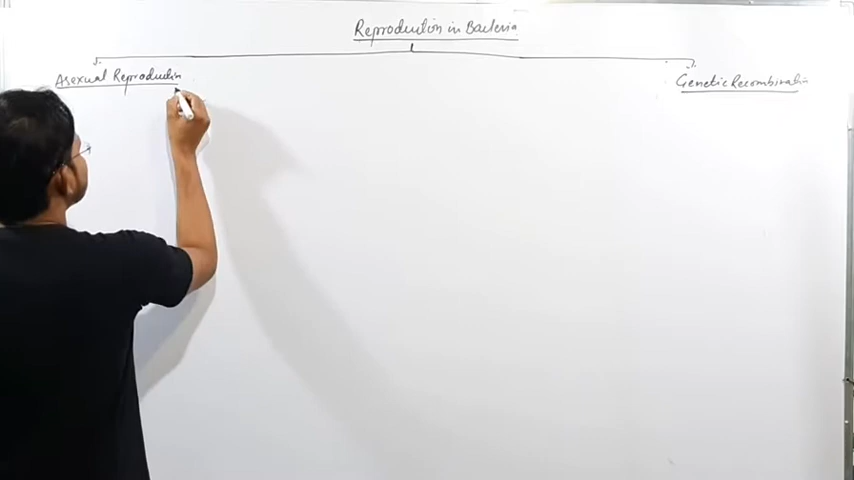 Reproduction in Bacteria
Asexual Reproduction
Genetic Recombination